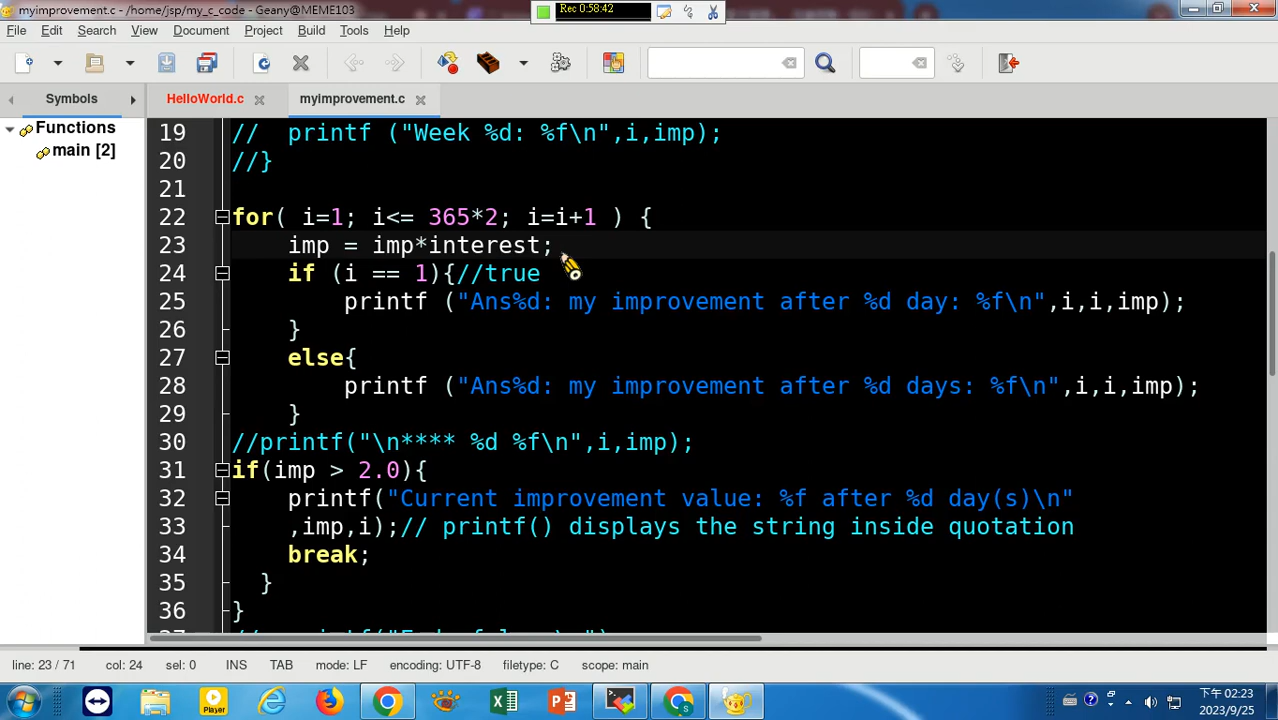 myimprovement.c - /home/jsp/my_c_code - Geany@MEME103
Rec 0:58:42
File Edit Search View Document Project Build Tools Help
Symbols
HelloWorld.c
myimprovement.c
Functions
main [2]
19 //  printf ("Week %d: %f\n",i,imp);
20 //}
21
22 for( i=1; i<= 365*2; i=i+1 ) {
23 imp = imp*interest;
24 if (i == 1){//true
25 printf ("Ans%d: my improvement after %d day: %f\n",i,i,imp);
26 }
27 else{
28 printf ("Ans%d: my improvement after %d days: %f\n",i,i,imp);
29 }
30 //printf("\n**** %d %f\n",i,imp);
31 if(imp > 2.0){
32 printf("Current improvement value: %f after %d day(s)\n"
33 ,imp,i);// printf() displays the string inside quotation
34 break;
35 }
36 }
line: 23 / 71 col: 24 sel: 0 INS TAB mode: LF encoding: UTF-8 filetype: C scope: main
Player
下午 02:23
2023/9/25